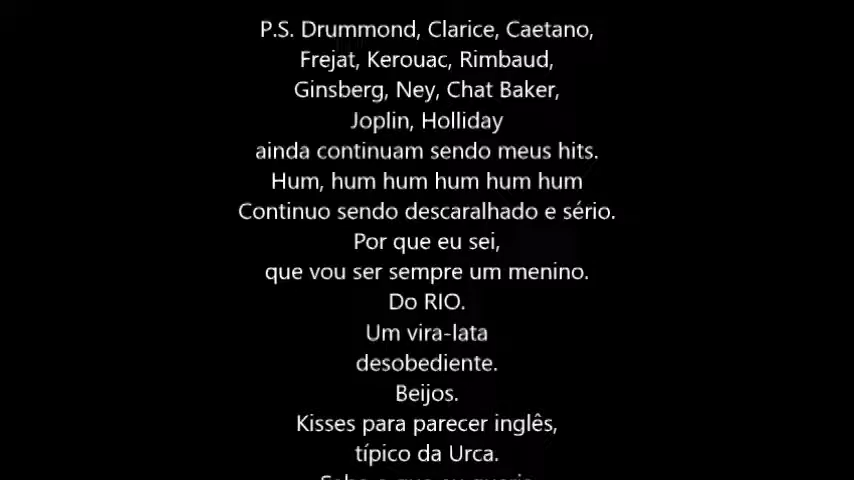 P.S. Drummond, Clarice, Caetano,
Frejat, Kerouac, Rimbaud,
Ginsberg, Ney, Chat Baker,
Joplin, Holliday
ainda continuam sendo meus hits.
Hum, hum hum hum hum hum
Continuo sendo descaralhado e sério.
Por que eu sei,
que vou ser sempre um menino.
Do RIO.
Um vira-lata
desobediente.
Beijos.
Kisses para parecer inglês,
típico da Urca.